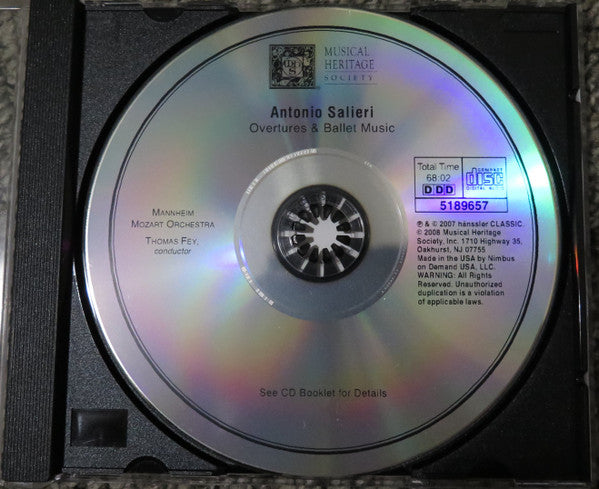 MUSICAL
HERITAGE
SOCIETY
Antonio Salieri
Overtures & Ballet Music
MANNHEIM
MOZART ORCHESTRA
THOMAS FEY,
conductor
Total Time
68:02
DDD
COMPACT
disc
DIGITAL AUDIO
5189657
℗ & © 2007 hänssler CLASSIC
© 2008 Musical Heritage
Society, Inc. 1710 Highway 35,
Oakhurst, NJ 07755
Made in the USA by Nimbus
on Demand USA, LLC.
WARNING: All Rights
Reserved. Unauthorized
duplication is a violation
of applicable laws.
See CD Booklet for Details